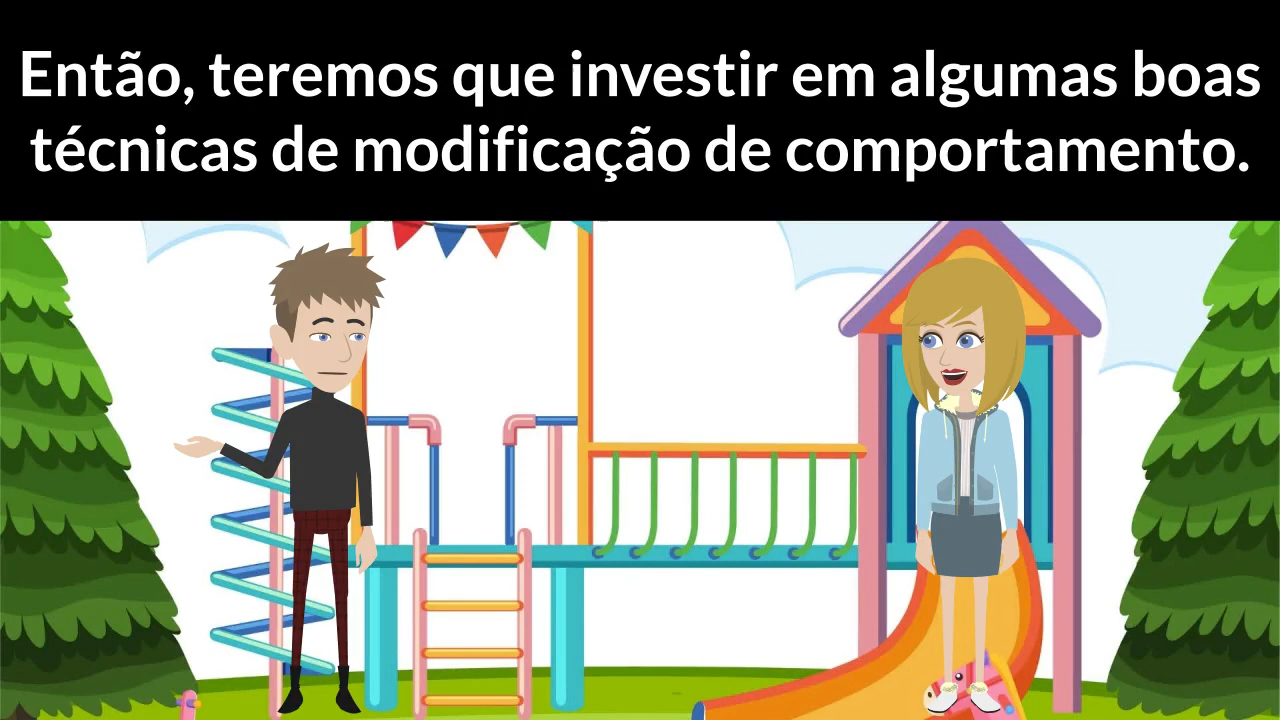 Então, teremos que investir em algumas boas
técnicas de modificação de comportamento.